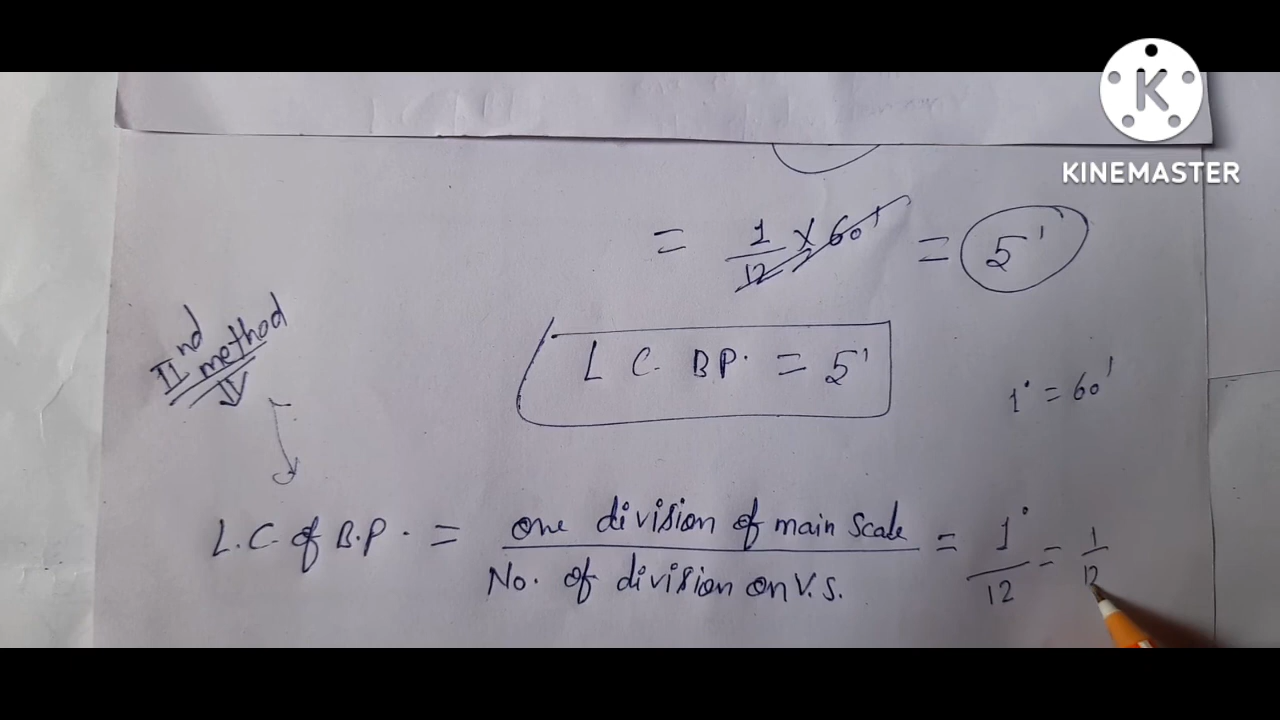 KINEMASTER
= 1/12 × 60' = 5'
IInd method
L C. B P. = 5'
1° = 60'
L.C. of B.P. = one division of main scale / No. of division on V.S. = 1°/12 = 1/12